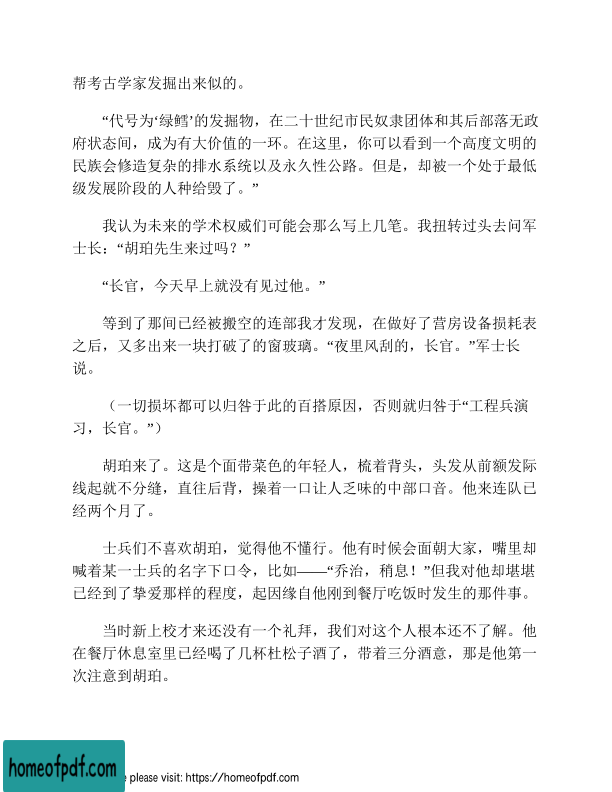 帮考古学家发掘出来似的。
“代号为‘绿鳕’的发掘物，在二十世纪市民奴隶团体和其后部落无政
府状态间，成为有大价值的一环。在这里，你可以看到一个高度文明的
民族会修造复杂的排水系统以及永久性公路。但是，却被一个处于最低
级发展阶段的人种给毁了。”
我认为未来的学术权威们可能会那么写上几笔。我扭转过头去问军
士长：“胡珀先生来过吗？”
“长官，今天早上就没有见过他。”
等到了那间已经被搬空的连部我才发现，在做好了营房设备损耗表
之后，又多出来一块打破了的窗玻璃。“夜里风刮的，长官。”军士长
说。
（一切损坏都可以归咎于此的百搭原因，否则就归咎于“工程兵演
习，长官。”）
胡珀来了。这是个面带菜色的年轻人，梳着背头，头发从前额发际
线起就不分缝，直往后背，操着一口让人乏味的中部口音。他来连队已
经两个月了。
士兵们不喜欢胡珀，觉得他不懂行。他有时候会面朝大家，嘴里却
喊着某一士兵的名字下口令，比如——“乔治，稍息！”但我对他却堪堪
已经到了挚爱那样的程度，起因缘自他刚到餐厅吃饭时发生的那件事。
当时新上校才来还没有一个礼拜，我们对这个人根本还不了解。他
在餐厅休息室里已经喝了几杯杜松子酒了，带着三分酒意，那是他第一
次注意到胡珀。
homeofpdf.com
e please visit: https://homeofpdf.com